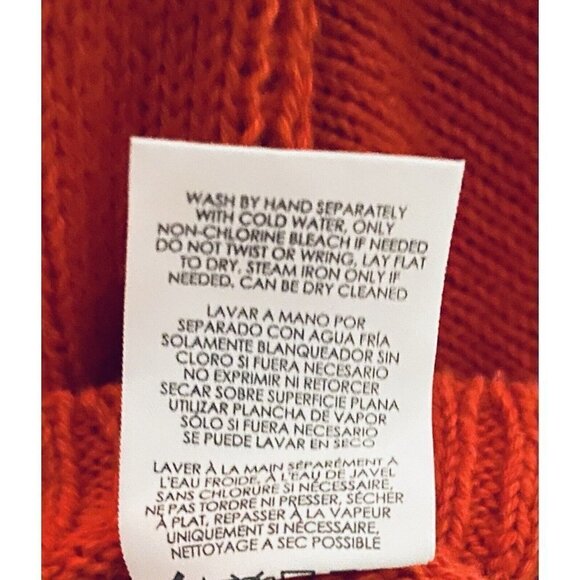 WASH BY HAND SEPARATELY
WITH COLD WATER, ONLY
NON-CHLORINE BLEACH IF NEEDED
DO NOT TWIST OR WRING, LAY FLAT
TO DRY, STEAM IRON ONLY IF
NEEDED. CAN BE DRY CLEANED
LAVAR A MANO POR
SEPARADO CON AGUA FRÍA
SOLAMENTE BLANQUEADOR SIN
CLORO SI FUERA NECESARIO
NO EXPRIMIR NI RETORCER
SECAR SOBRE SUPERFICIE PLANA
UTILIZAR PLANCHA DE VAPOR
SÓLO SI FUERA NECESARIO
SE PUEDE LAVAR EN SECO
LAVER À LA MAIN SÉPARÉMENT À
L'EAU FROIDE, À L'EAU DE JAVEL
SANS CHLORURE SI NÉCESSAIRE,
NE PAS TORDRE NI PRESSER, SÉCHER
À PLAT, REPASSER À LA VAPEUR
UNIQUEMENT SI NÉCESSAIRE,
NETTOYAGE A SEC POSSIBLE